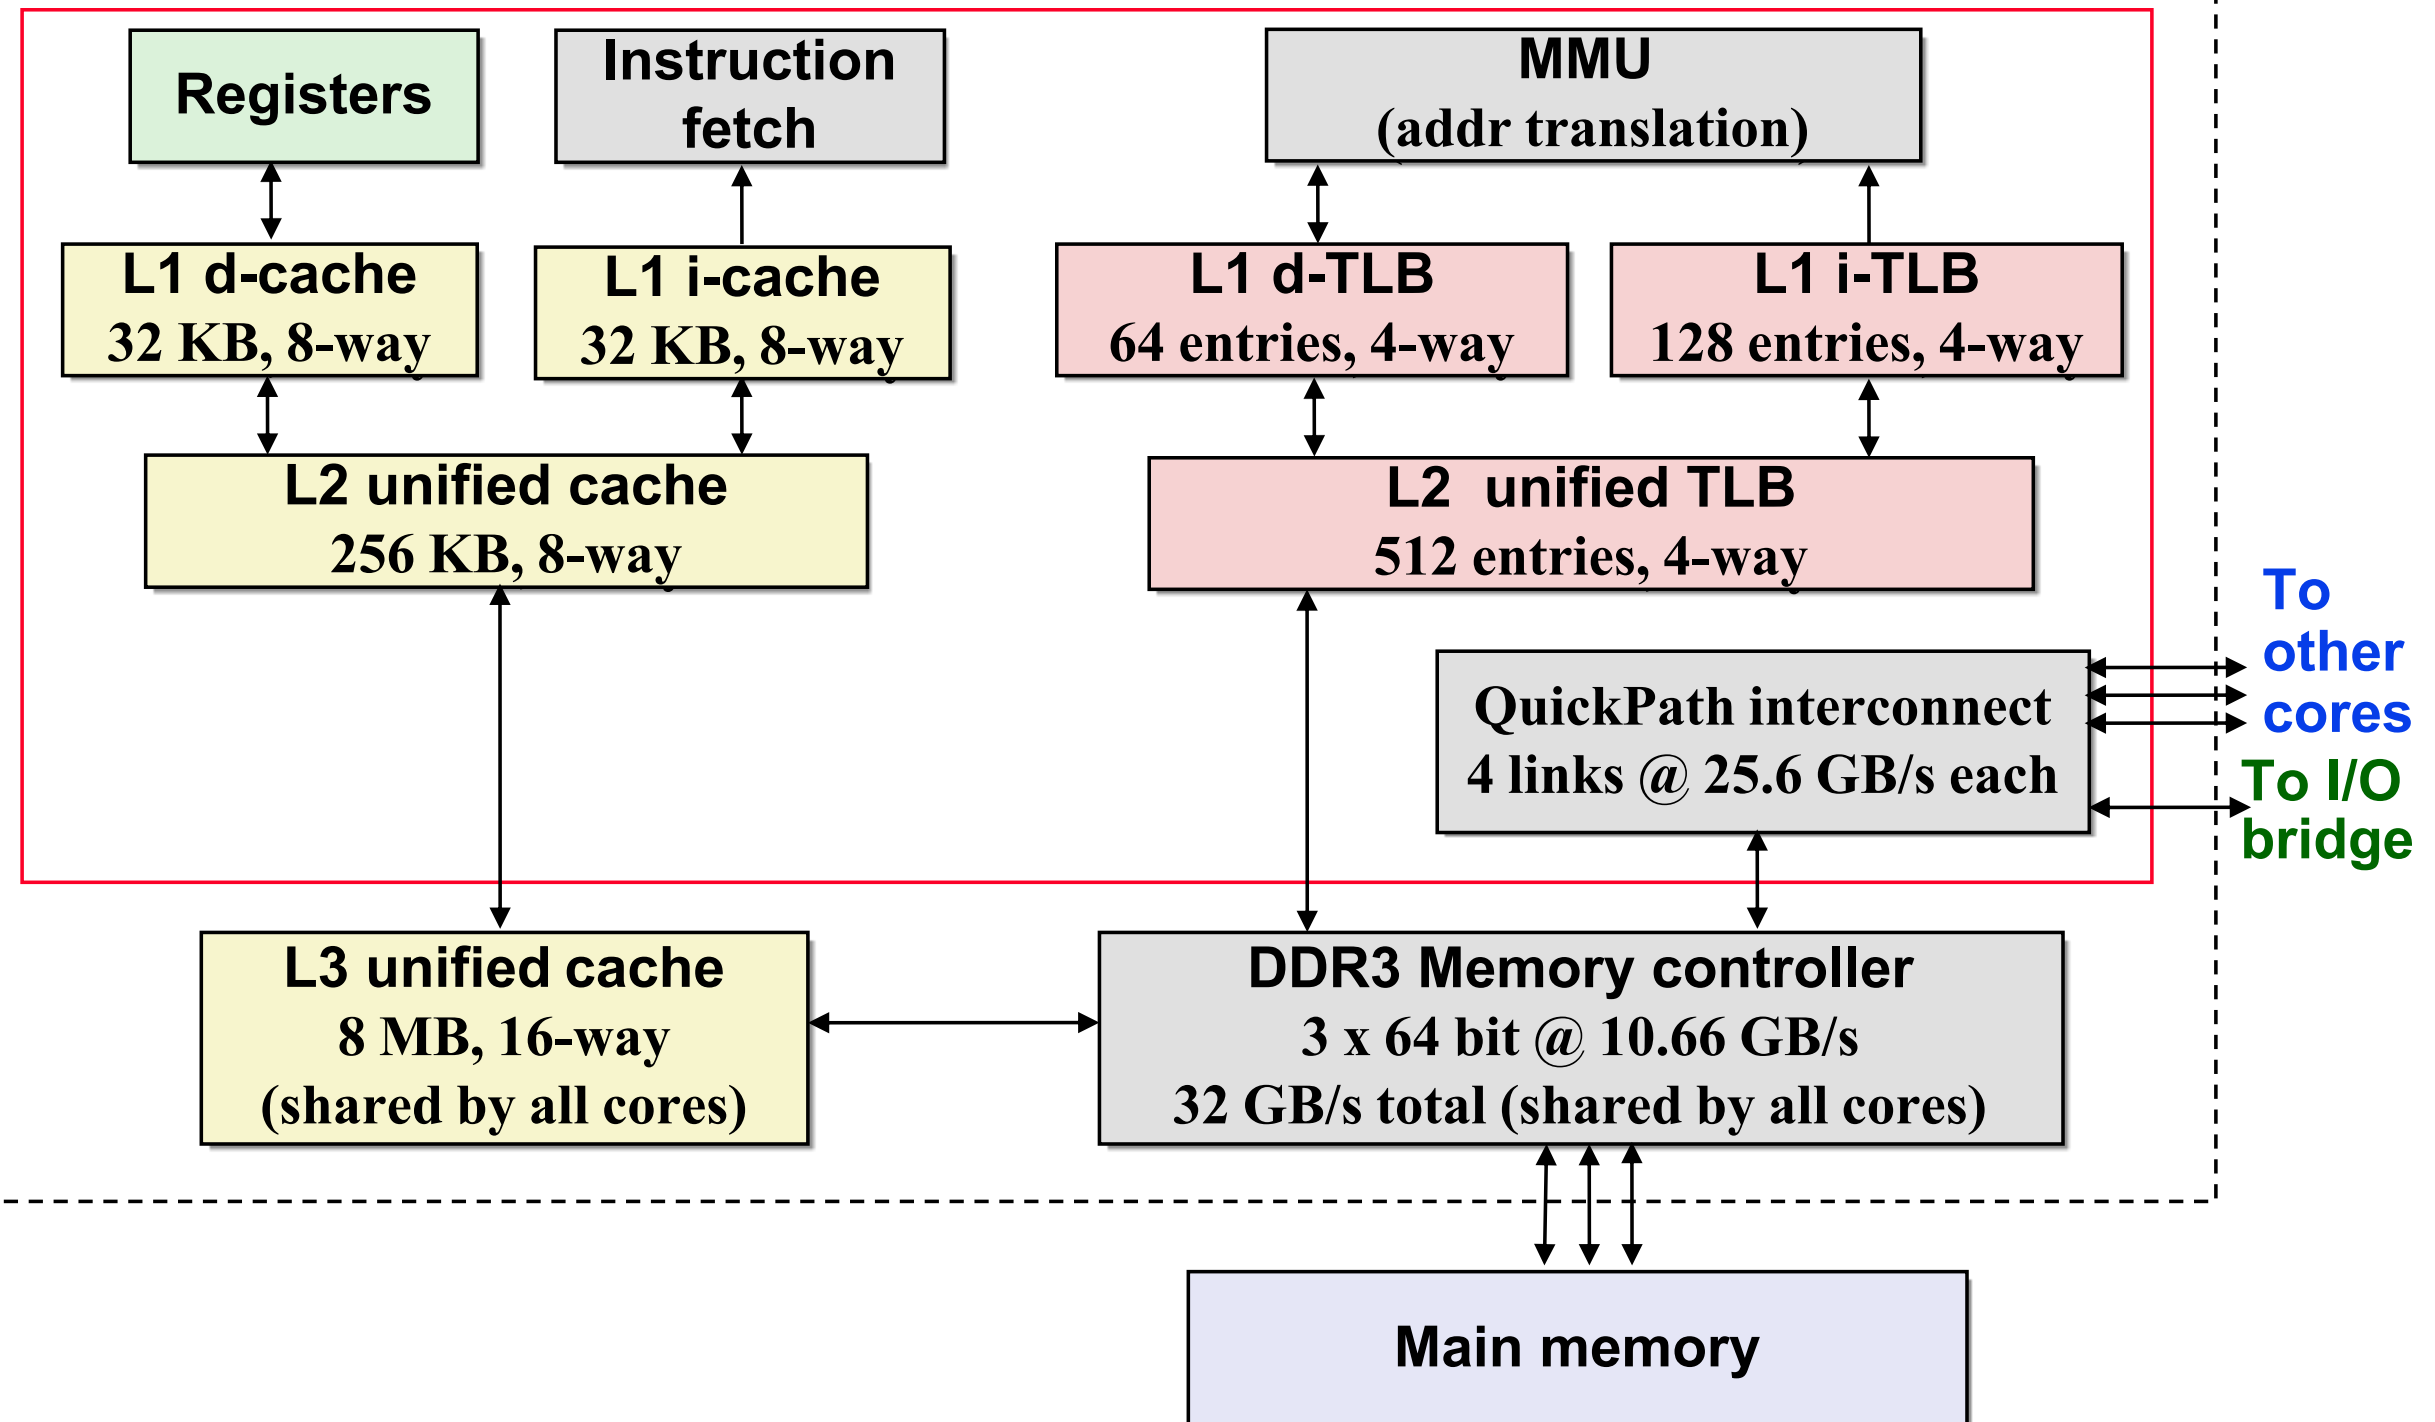 Registers
Instruction
fetch
MMU
(addr translation)
L1 d-cache
32 KB, 8-way
L1 i-cache
32 KB, 8-way
L1 d-TLB
64 entries, 4-way
L1 i-TLB
128 entries, 4-way
L2 unified cache
256 KB, 8-way
L2 unified TLB
512 entries, 4-way
To
other
cores
QuickPath interconnect
4 links @ 25.6 GB/s each
To I/O
bridge
L3 unified cache
8 MB, 16-way
(shared by all cores)
DDR3 Memory controller
3 x 64 bit @ 10.66 GB/s
32 GB/s total (shared by all cores)
Main memory